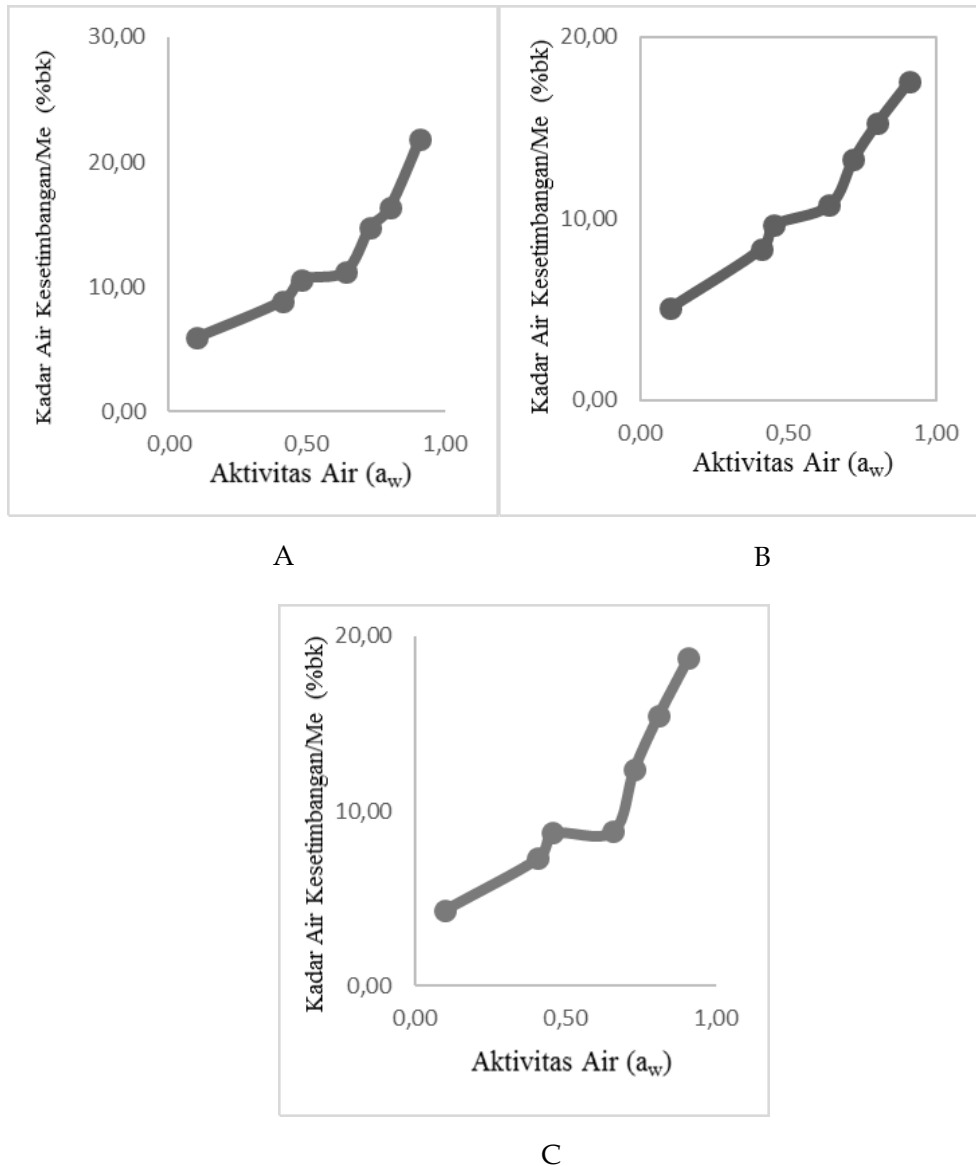 30,00
20,00
10,00
0,00
0,00 0,50 1,00
Kadar Air Kesetimbangan/Me (%bk)
Aktivitas Air (aw)
A
20,00
10,00
0,00
0,00 0,50 1,00
Kadar Air Kesetimbangan/Me (%bk)
Aktivitas Air (aw)
B
20,00
10,00
0,00
0,00 0,50 1,00
Kadar Air Kesetimbangan/Me (%bk)
Aktivitas Air (aw)
C